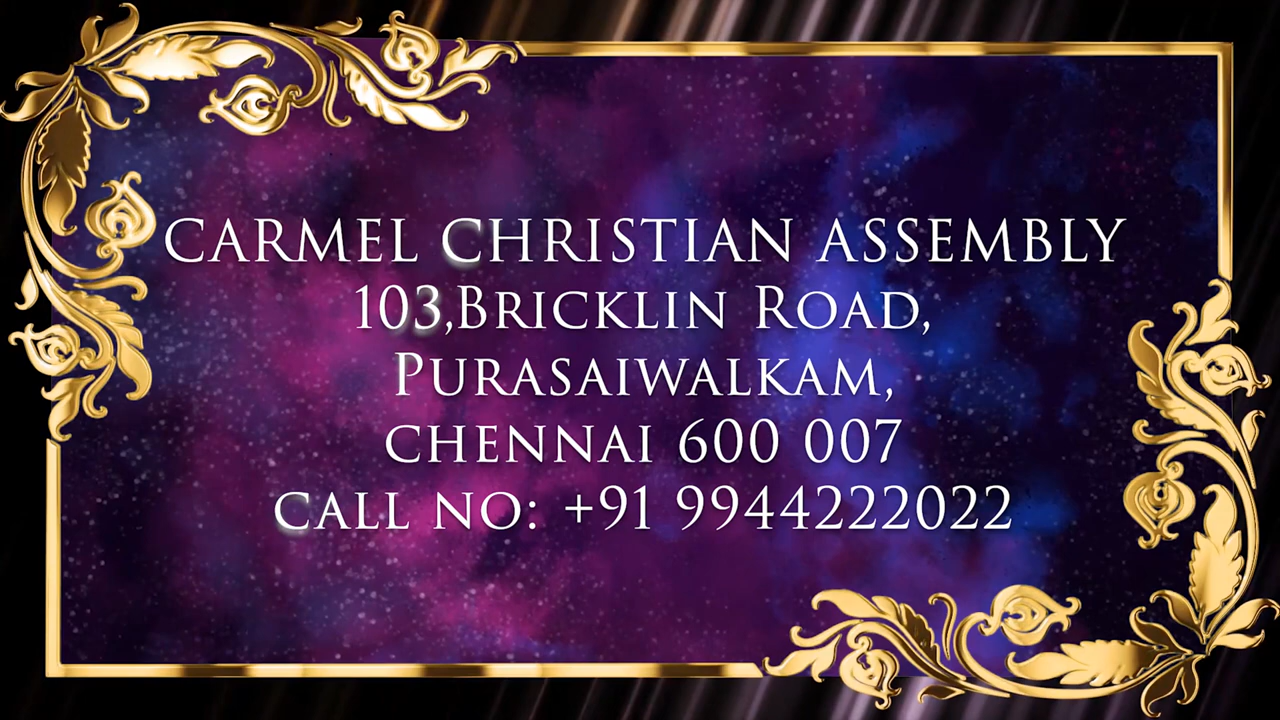 CARMEL CHRISTIAN ASSEMBLY
103,Bricklin Road,
Purasaiwalkam,
chennai 600 007
call no: +91 9944222022